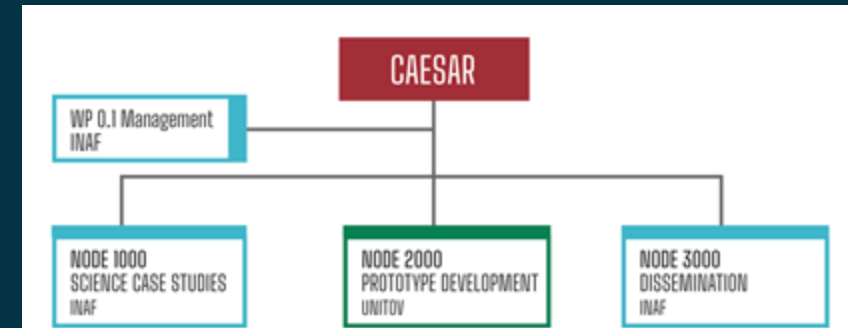 CAESAR
WP 0.1 Management
INAF
NODE 1000
SCIENCE CASE STUDIES
INAF
NODE 2000
PROTOTYPE DEVELOPMENT
UNITOV
NODE 3000
DISSEMINATION
INAF